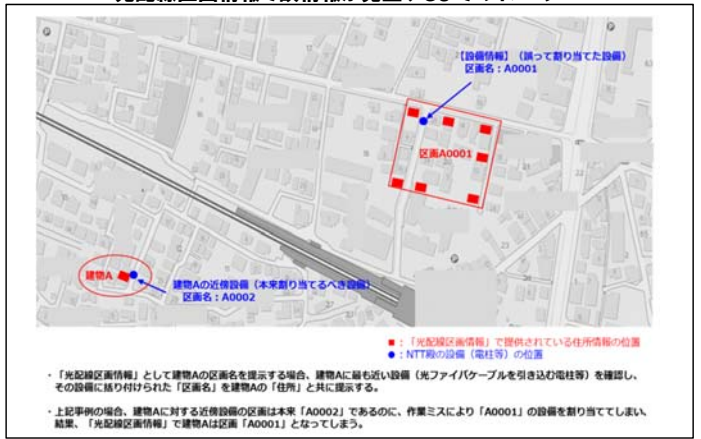 【設備情報】(誤って割り当てた設備)
区画名:A0001
区画A0001
建物A
建物Aの近傍設備(本来割り当てるべき設備)
区画名:A0002
■:「光配線区画情報」で提供されている住所情報の位置
●:NTT殿の設備(電柱等)の位置
・「光配線区画情報」として建物Aの区画名を提示する場合、建物Aに最も近い設備(光ファイバケーブルを引き込む電柱等)を確認し、
その設備に括り付けられた「区画名」を建物Aの「住所」と共に提示する。
・上記事例の場合、建物Aに対する近傍設備の区画は本来「A0002」であるのに、作業ミスにより「A0001」の設備を割り当ててしまい、
結果、「光配線区画情報」で建物Aは区画「A0001」となってしまう。